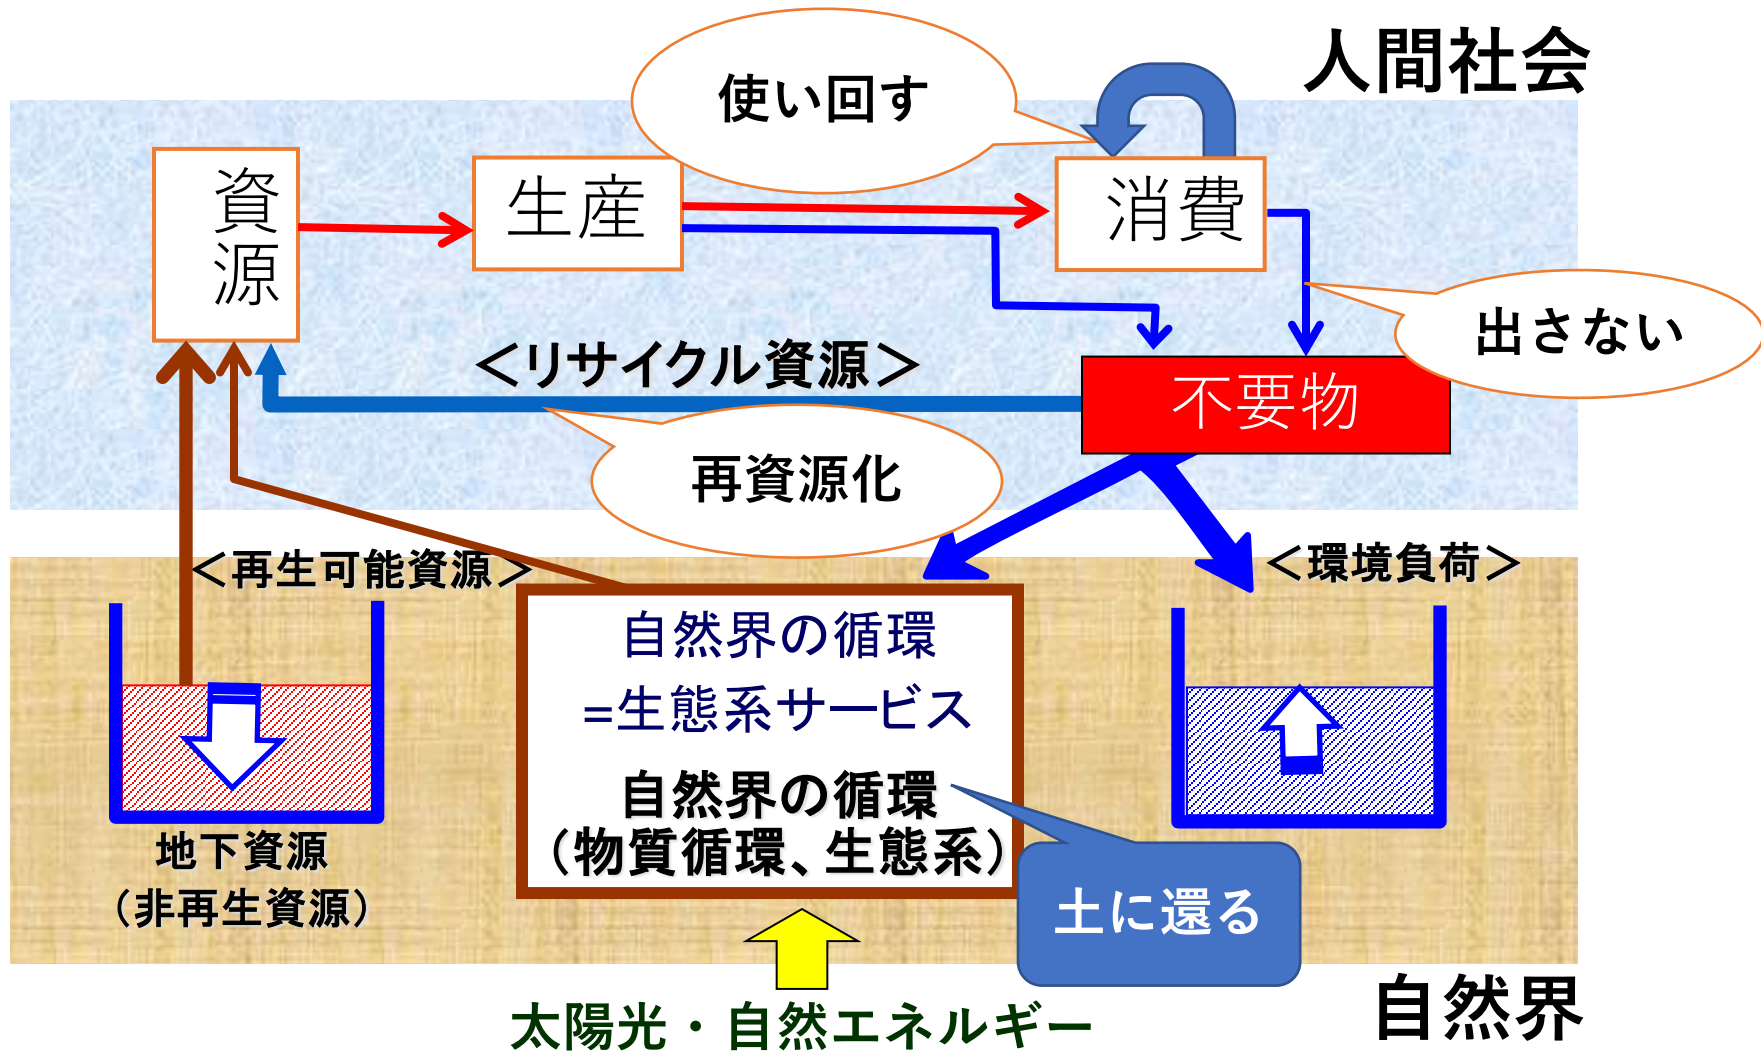 人間社会
使い回す
資源
生産
消費
出さない
＜リサイクル資源＞
不要物
再資源化
＜再生可能資源＞
＜環境負荷＞
自然界の循環
=生態系サービス
自然界の循環
（物質循環、生態系）
地下資源
（非再生資源）
土に還る
太陽光・自然エネルギー
自然界